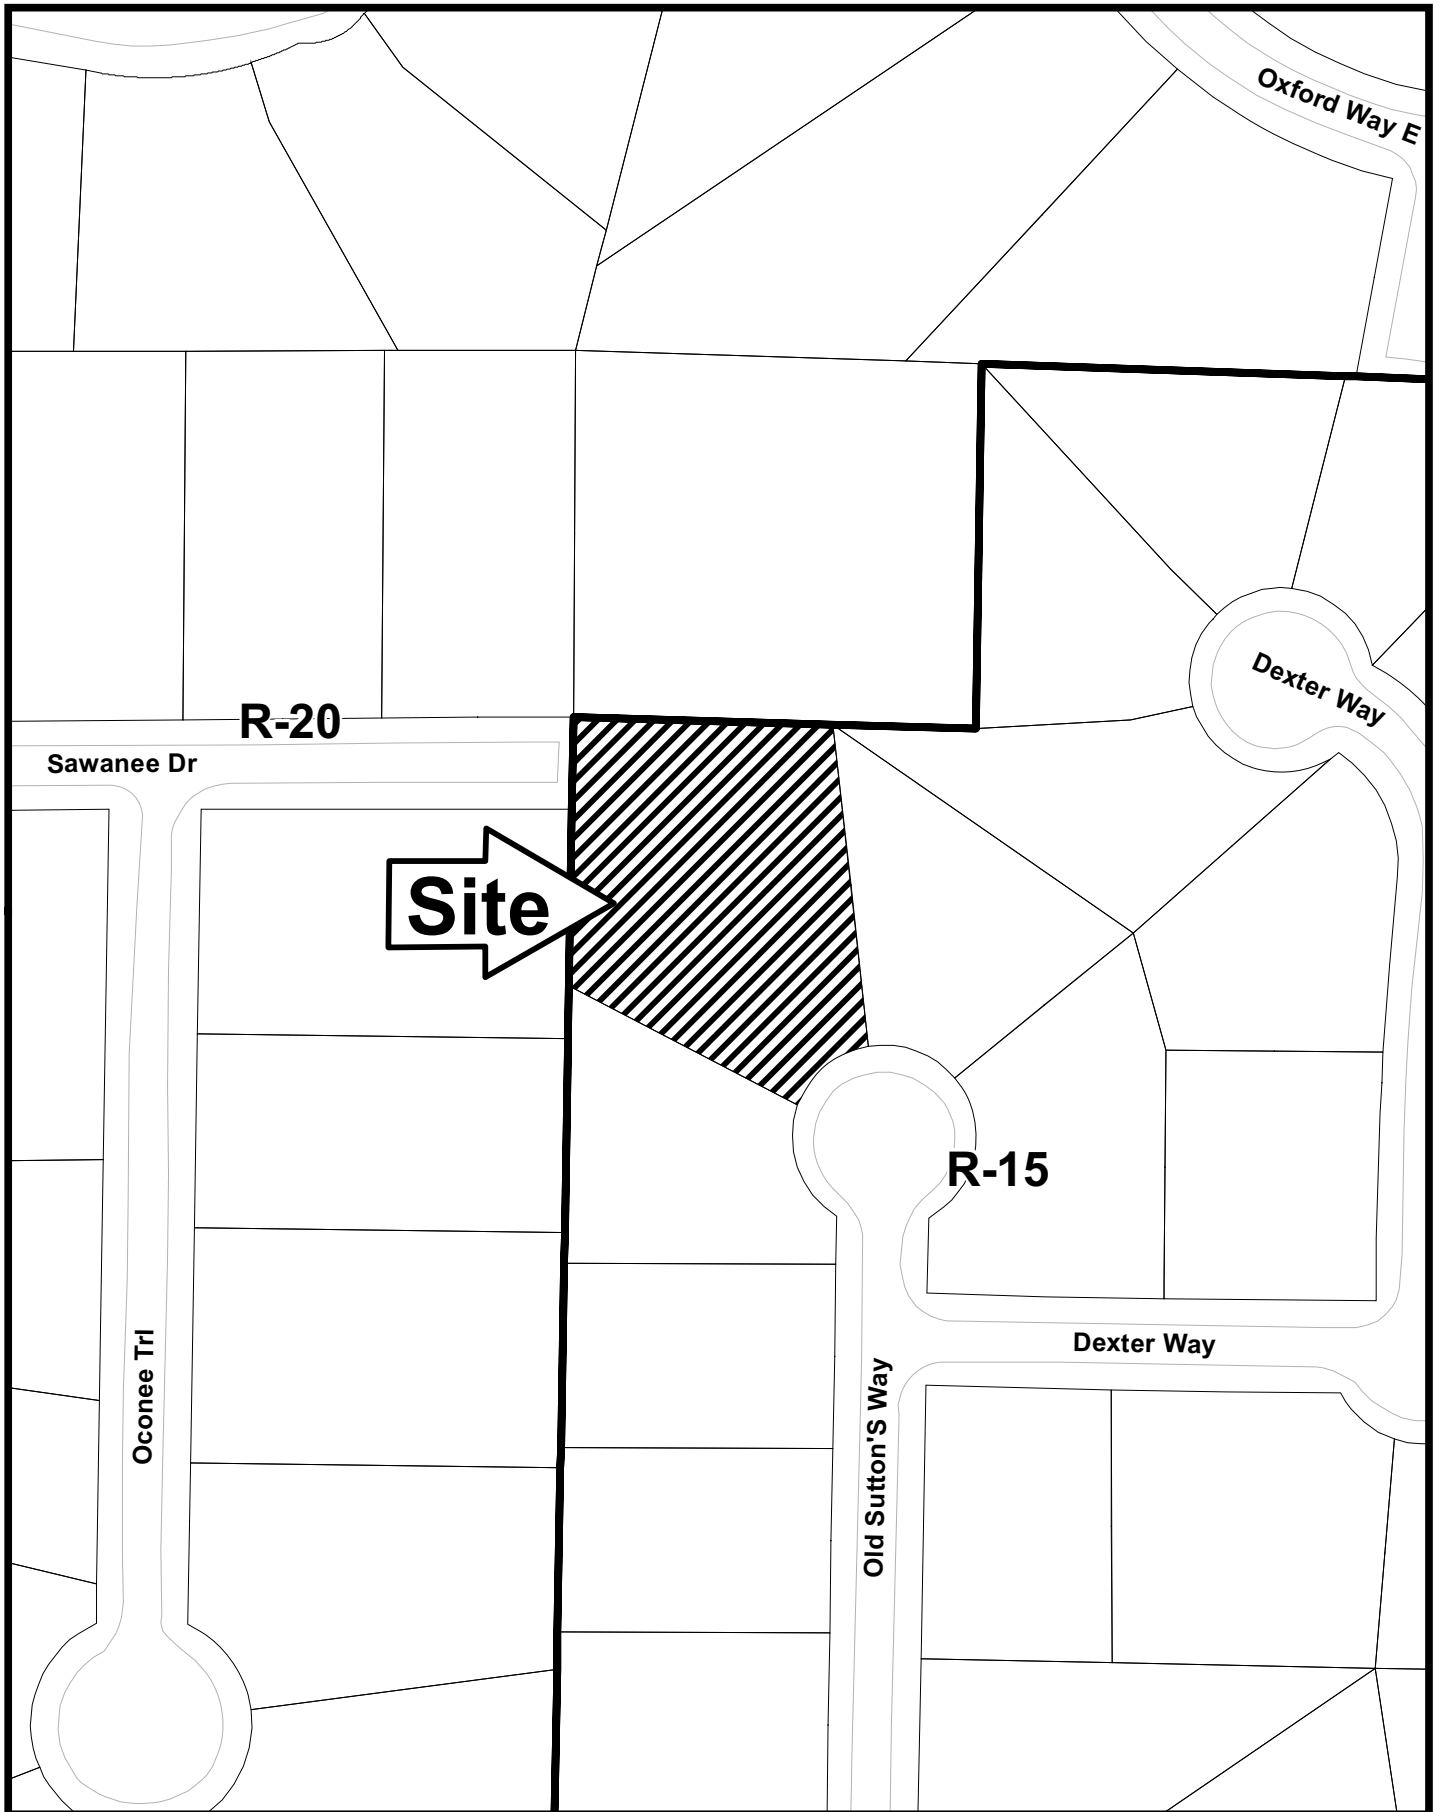 Oxford Way E
Dexter Way
R-20
Sawanee Dr
Site
R-15
Dexter Way
Oconee Trl
Old Sutton'S Way